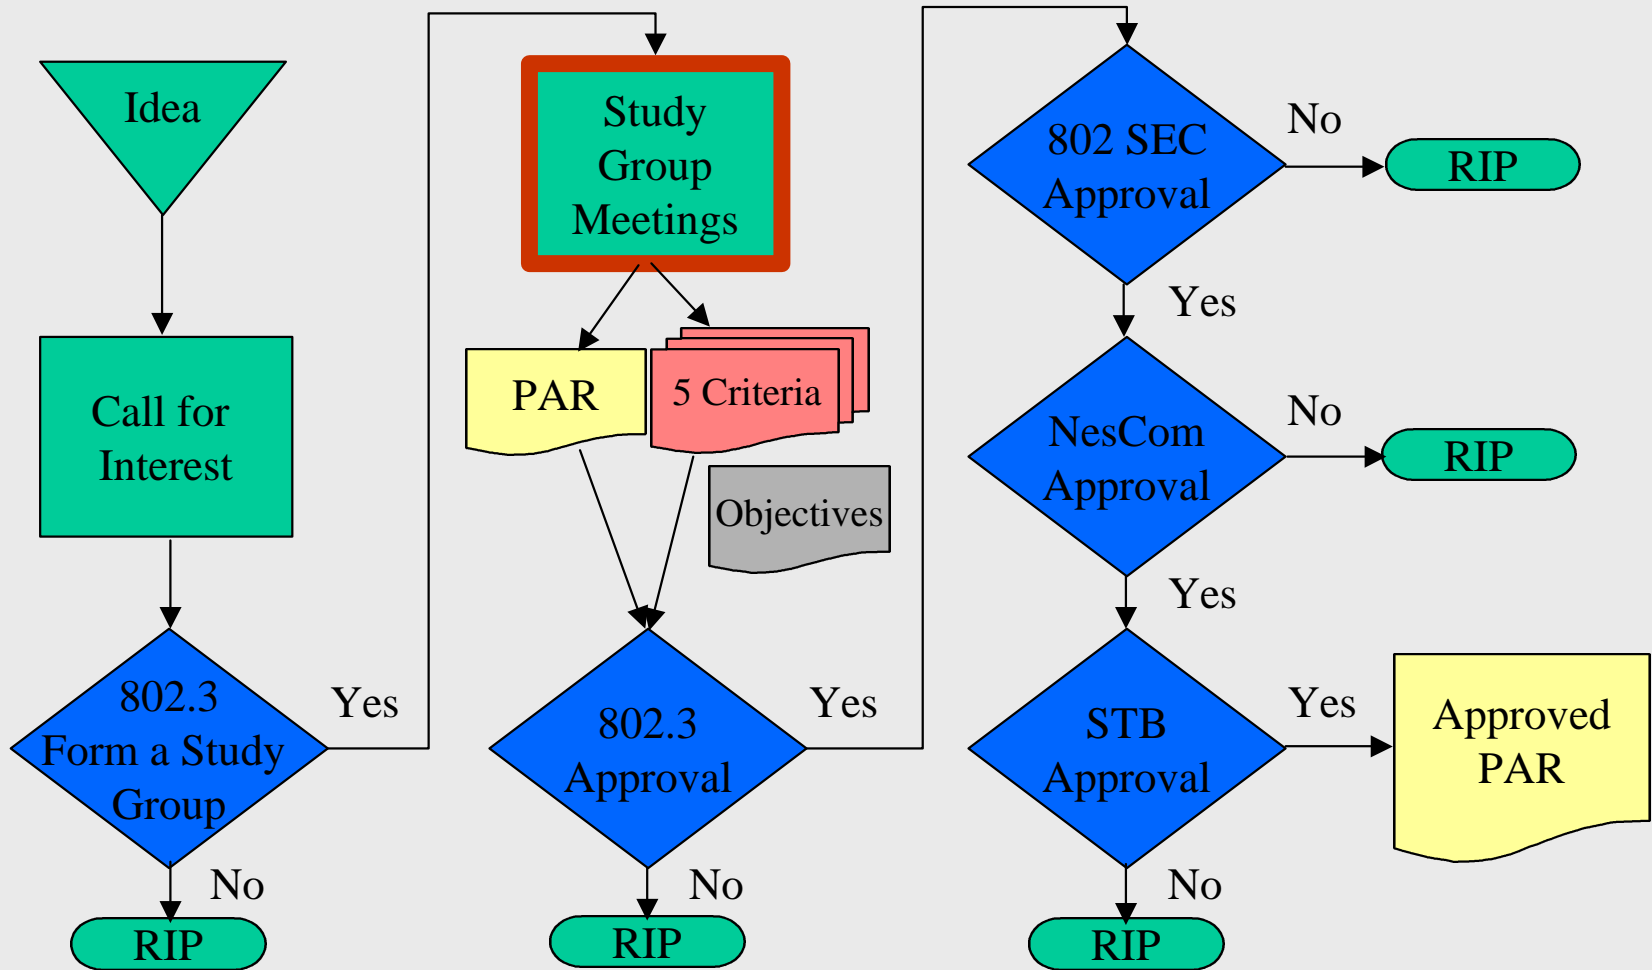 Idea
Call for
Interest
802.3
Form a Study
Group
Yes
No
RIP
Study
Group
Meetings
PAR
5 Criteria
Objectives
802.3
Approval
Yes
No
RIP
802 SEC
Approval
No
RIP
Yes
NesCom
Approval
No
RIP
Yes
STB
Approval
Yes
Approved
PAR
No
RIP